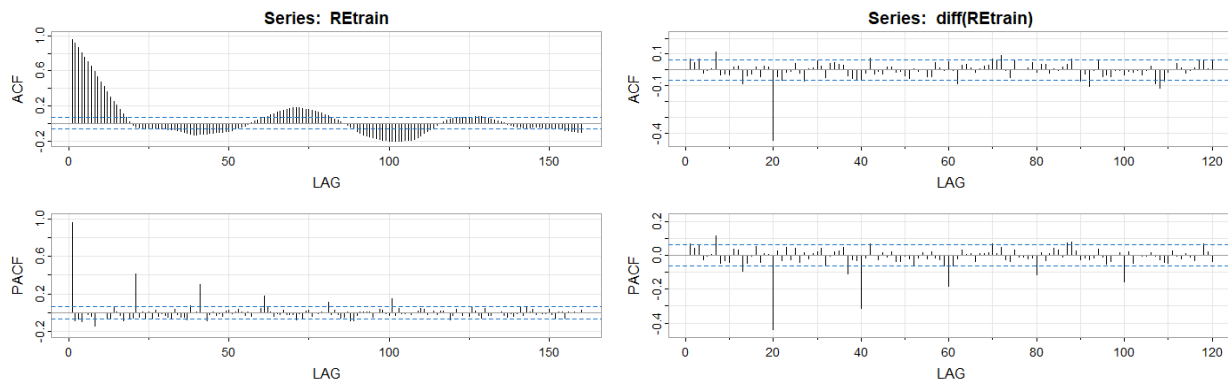 Series: REtrain
ACF
-0.2 0.2 0.6 1.0
0 50 100 150
LAG
PACF
-0.2 0.2 0.6 1.0
0 50 100 150
LAG
Series: diff(REtrain)
ACF
-0.4 -0.1 0.1
0 20 40 60 80 100 120
LAG
PACF
-0.4 -0.2 0.0 0.2
0 20 40 60 80 100 120
LAG